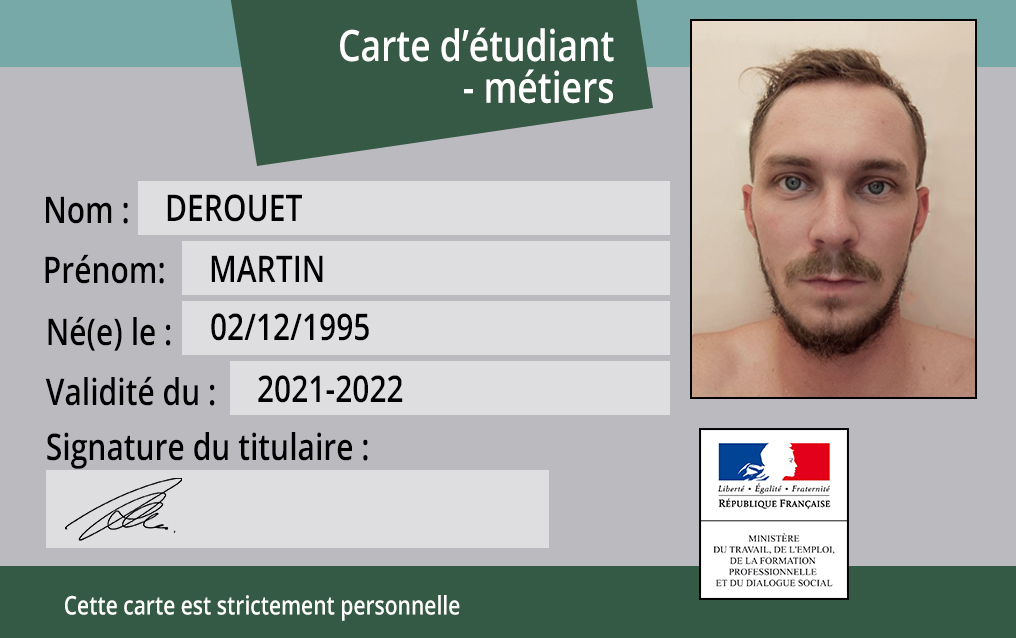 Carte d’étudiant
- métiers
Nom : DEROUET
Prénom: MARTIN
Né(e) le : 02/12/1995
Validité du : 2021-2022
Signature du titulaire :
Liberté • Égalité • Fraternité
RÉPUBLIQUE FRANÇAISE
MINISTÈRE
DU TRAVAIL, DE L'EMPLOI,
DE LA FORMATION
PROFESSIONNELLE
ET DU DIALOGUE SOCIAL
Cette carte est strictement personnelle